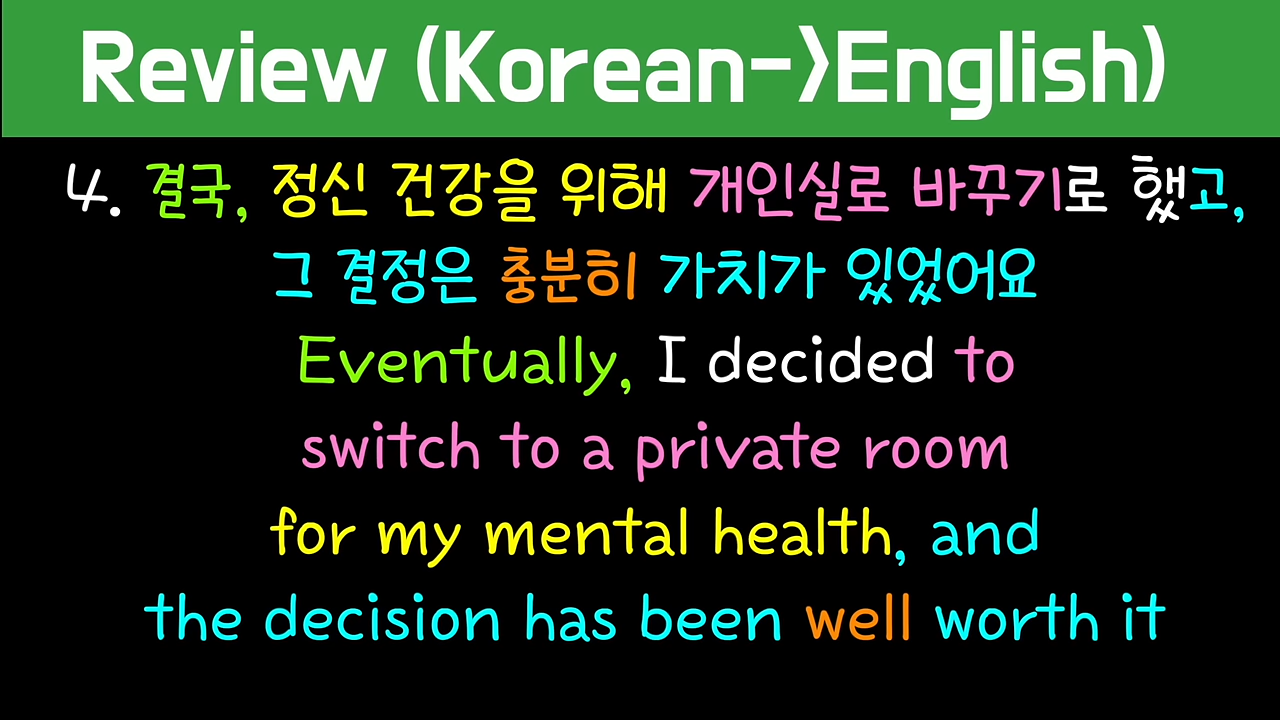 Review (Korean->English)
4. 결국, 정신 건강을 위해 개인실로 바꾸기로 했고,
그 결정은 충분히 가치가 있었어요
Eventually, I decided to
switch to a private room
for my mental health, and
the decision has been well worth it